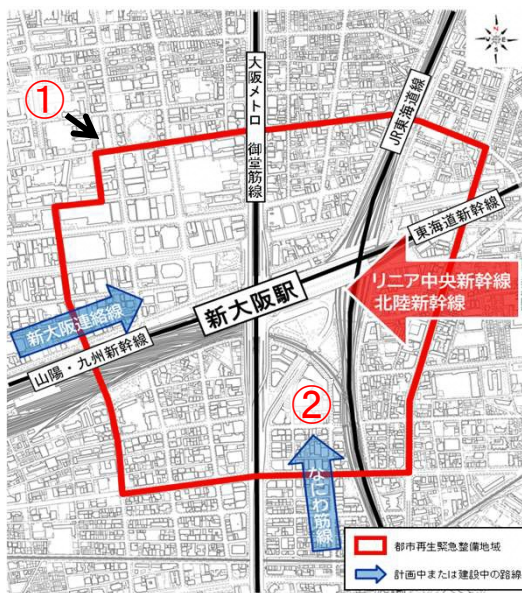 N
S
①
大阪メトロ 御堂筋線
JR東海道線
東海道新幹線
リニア中央新幹線
北陸新幹線
新大阪駅
新大阪連絡線
山陽・九州新幹線
②
なにわ筋線
都市再生緊急整備地域
計画中または建設中の路線